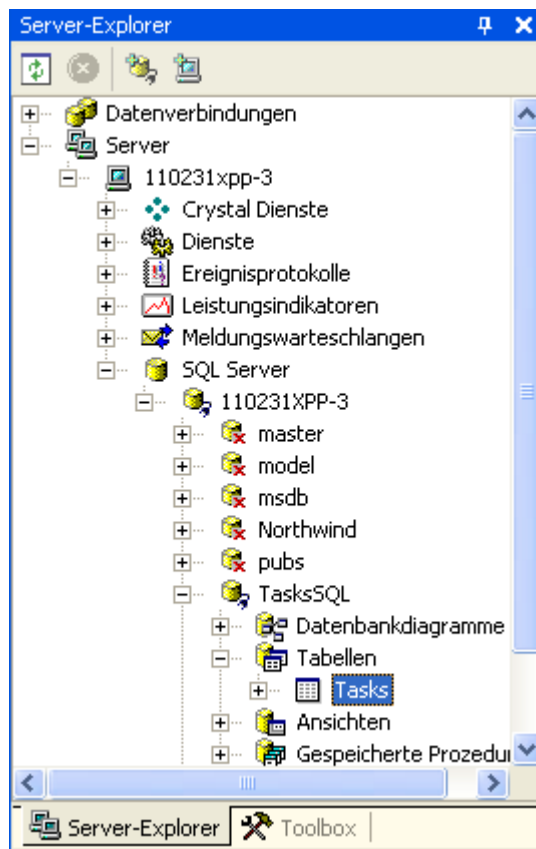 Server-Explorer
Datenverbindungen
Server
110231xpp-3
Crystal Dienste
Dienste
Ereignisprotokolle
Leistungsindikatoren
Meldungswarteschlangen
SQL Server
110231XPP-3
master
model
msdb
Northwind
pubs
TasksSQL
Datenbankdiagramme
Tabellen
Tasks
Ansichten
Gespeicherte Prozedu
Server-Explorer Toolbox